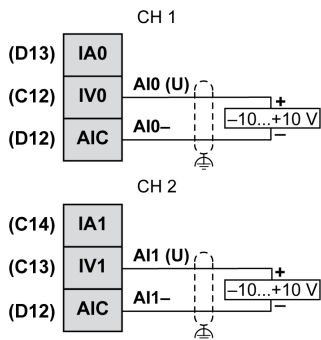 CH 1
(D13) IA0
(C12) IV0 AI0 (U) +
–10...+10 V
(D12) AIC AI0– –
CH 2
(C14) IA1
(C13) IV1 AI1 (U) +
–10...+10 V
(D12) AIC AI1– –